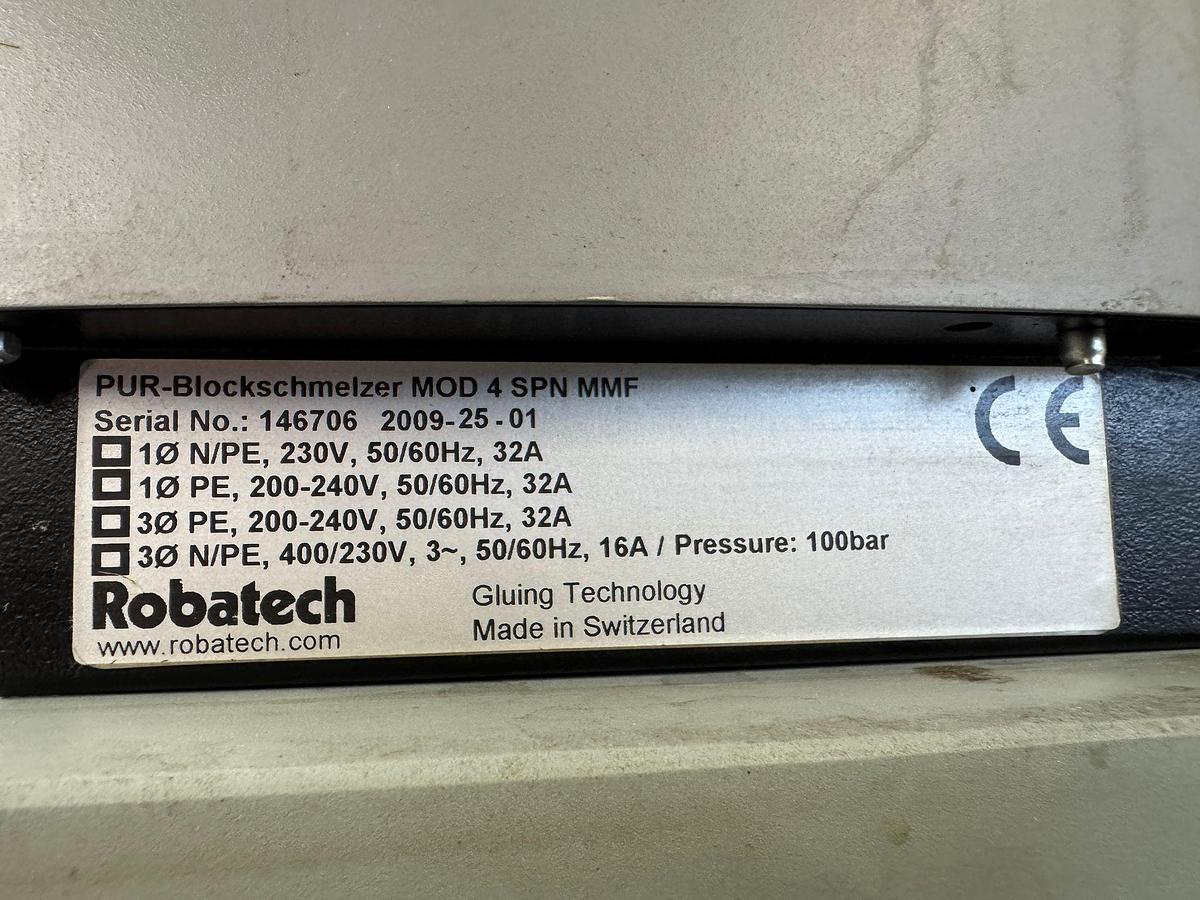 PUR-Blockschmelzer MOD 4 SPN MMF
Serial No.: 146706 2009-25-01
☐ 1Ø N/PE, 230V, 50/60Hz, 32A
☐ 1Ø PE, 200-240V, 50/60Hz, 32A
☐ 3Ø PE, 200-240V, 50/60Hz, 32A
☐ 3Ø N/PE, 400/230V, 3~, 50/60Hz, 16A / Pressure: 100bar
CE
Robatech
www.robatech.com
Gluing Technology
Made in Switzerland